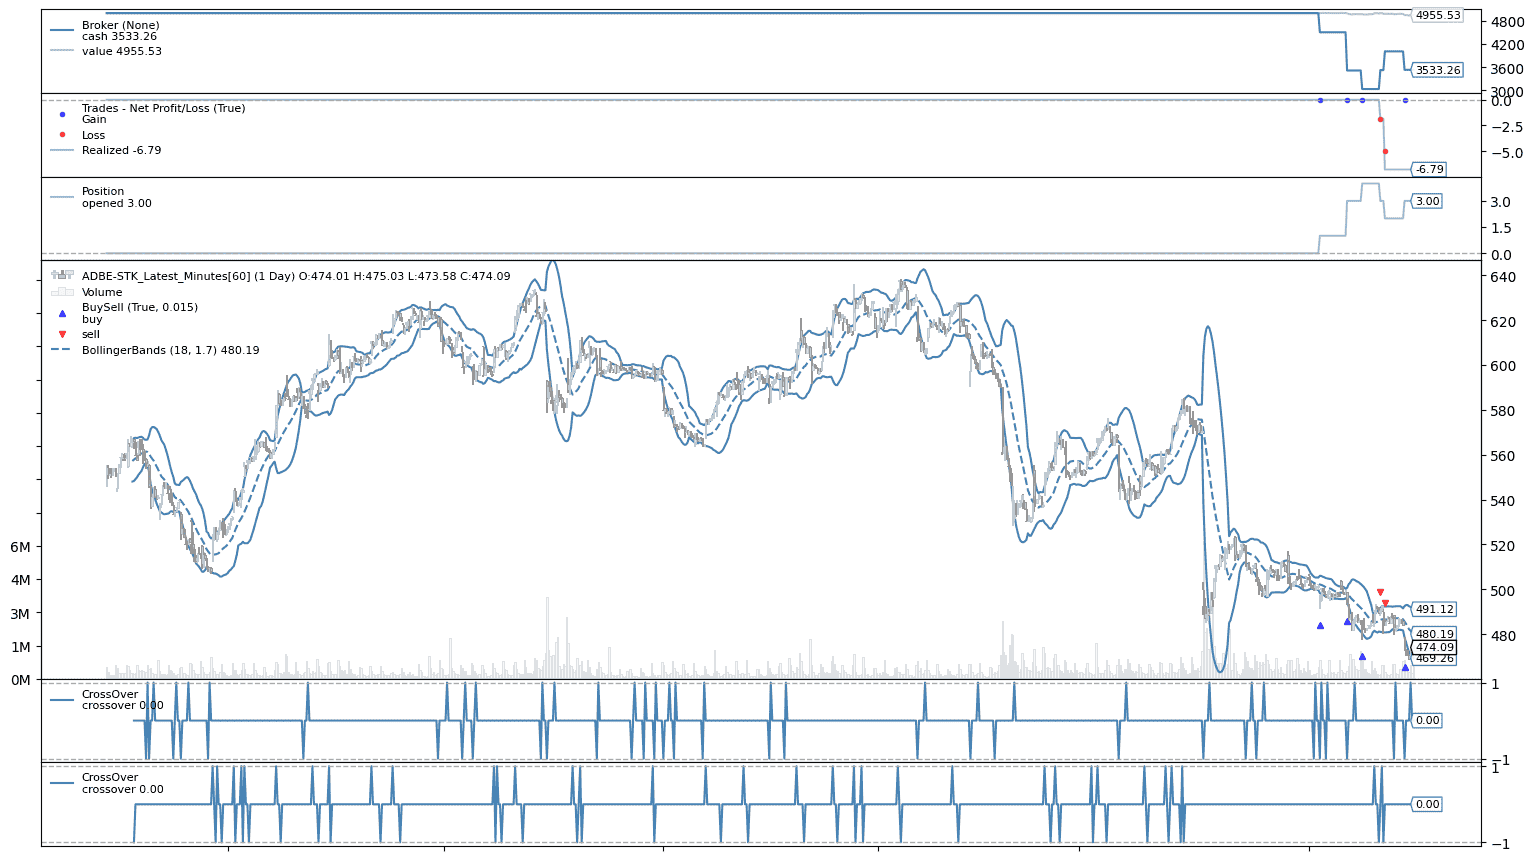 Broker (None)
cash 3533.26
value 4955.53
4955.53
4800
4200
3600
3533.26
3000
Trades - Net Profit/Loss (True)
Gain
Loss
Realized -6.79
0.0
−2.5
−5.0
-6.79
Position
opened 3.00
3.00
3.0
1.5
0.0
ADBE-STK_Latest_Minutes[60] (1 Day) O:474.01 H:475.03 L:473.58 C:474.09
Volume
BuySell (True, 0.015)
buy
sell
BollingerBands (18, 1.7) 480.19
640
620
600
580
560
540
520
500
480
491.12
480.19
474.09
469.26
6M
4M
3M
1M
0M
CrossOver
crossover 0.00
1
0.00
−1
CrossOver
crossover 0.00
1
0.00
−1